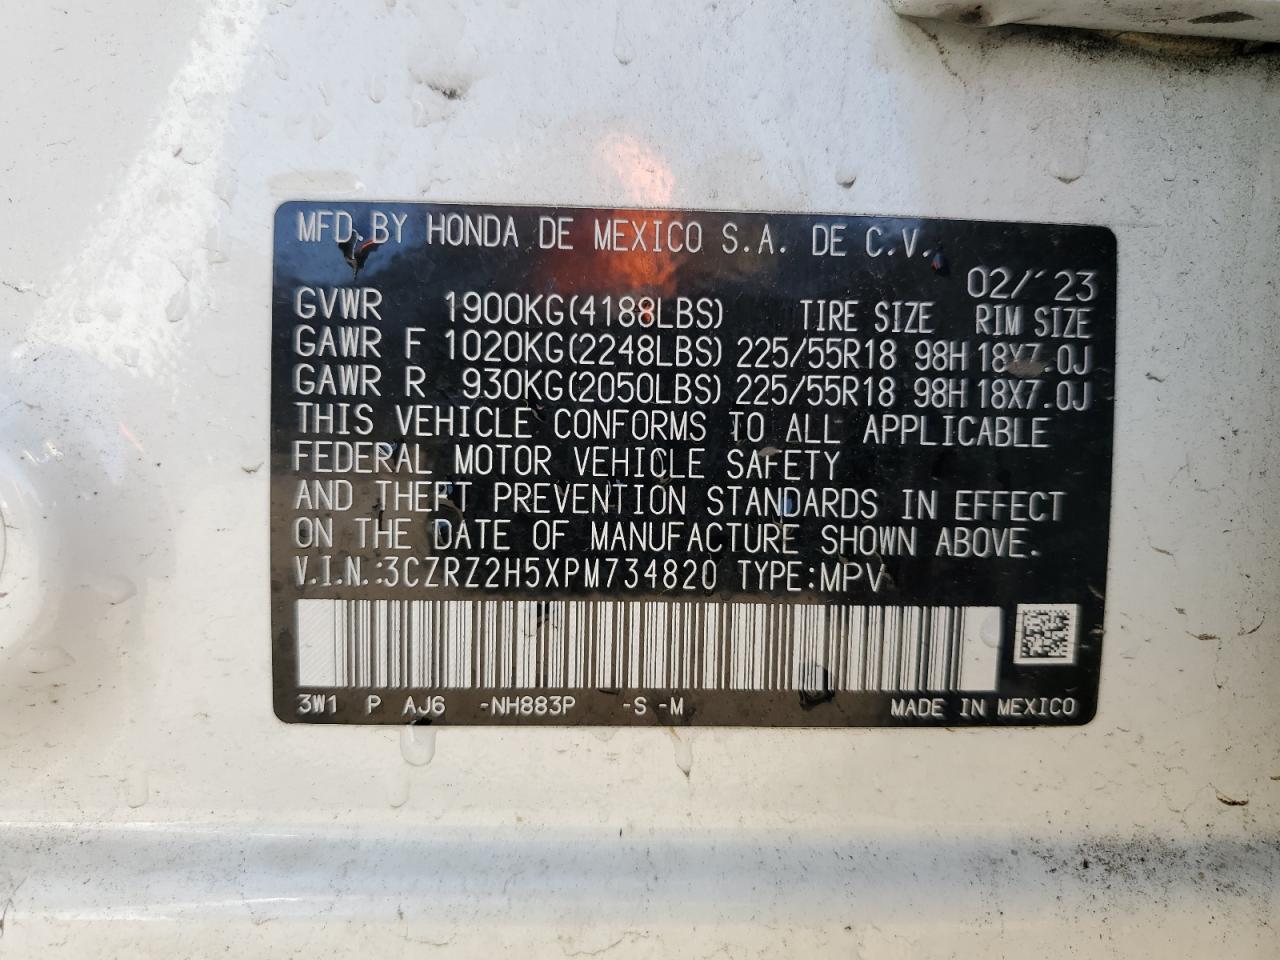 MFD.BY HONDA DE MEXICO S.A. DE C.V.
02/ '23
GVWR 1900KG(4188LBS) TIRE SIZE RIM SIZE
GAWR F 1020KG(2248LBS) 225/55R18 98H 18X7.0J
GAWR R 930KG(2050LBS) 225/55R18 98H 18X7.0J
THIS VEHICLE CONFORMS TO ALL APPLICABLE
FEDERAL MOTOR VEHICLE SAFETY
AND THEFT PREVENTION STANDARDS IN EFFECT
ON THE DATE OF MANUFACTURE SHOWN ABOVE.
V.I.N.:3CZRZ2H5XPM734820 TYPE:MPV
3W1 P AJ6 -NH883P -S -M MADE IN MEXICO